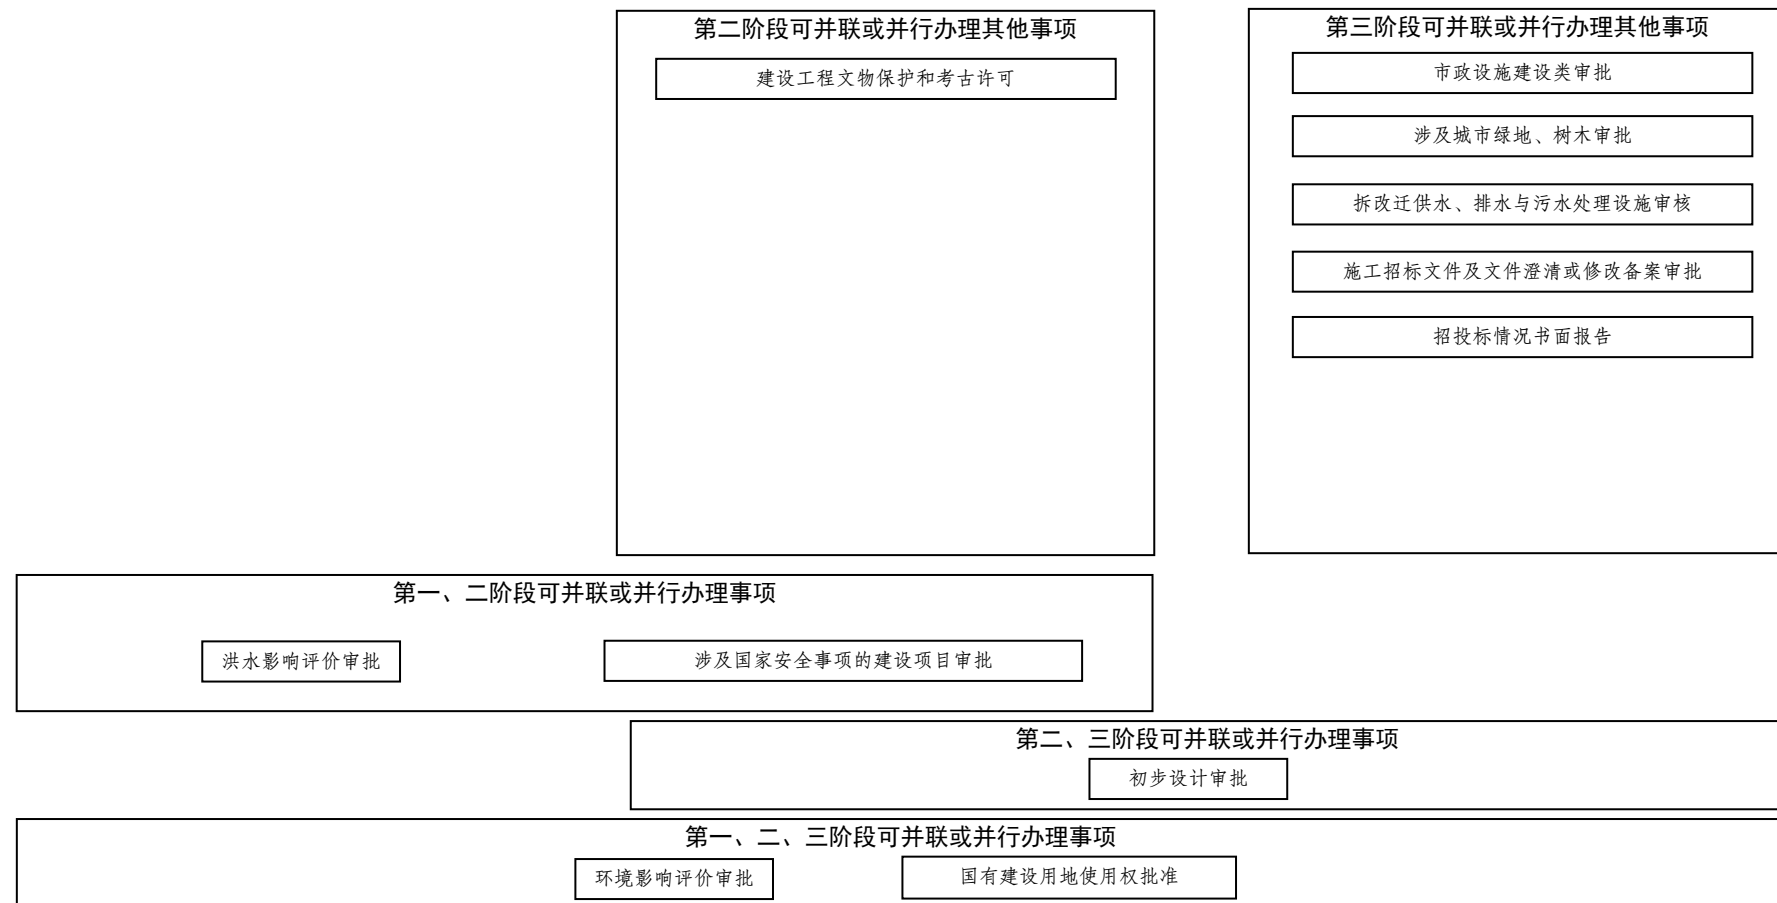 第二阶段可并联或并行办理其他事项
建设工程文物保护和考古许可
第三阶段可并联或并行办理其他事项
市政设施建设类审批
涉及城市绿地、树木审批
拆改迁供水、排水与污水处理设施审核
施工招标文件及文件澄清或修改备案审批
招投标情况书面报告
第一、二阶段可并联或并行办理事项
洪水影响评价审批
涉及国家安全事项的建设项目审批
第二、三阶段可并联或并行办理事项
初步设计审批
第一、二、三阶段可并联或并行办理事项
环境影响评价审批
国有建设用地使用权批准